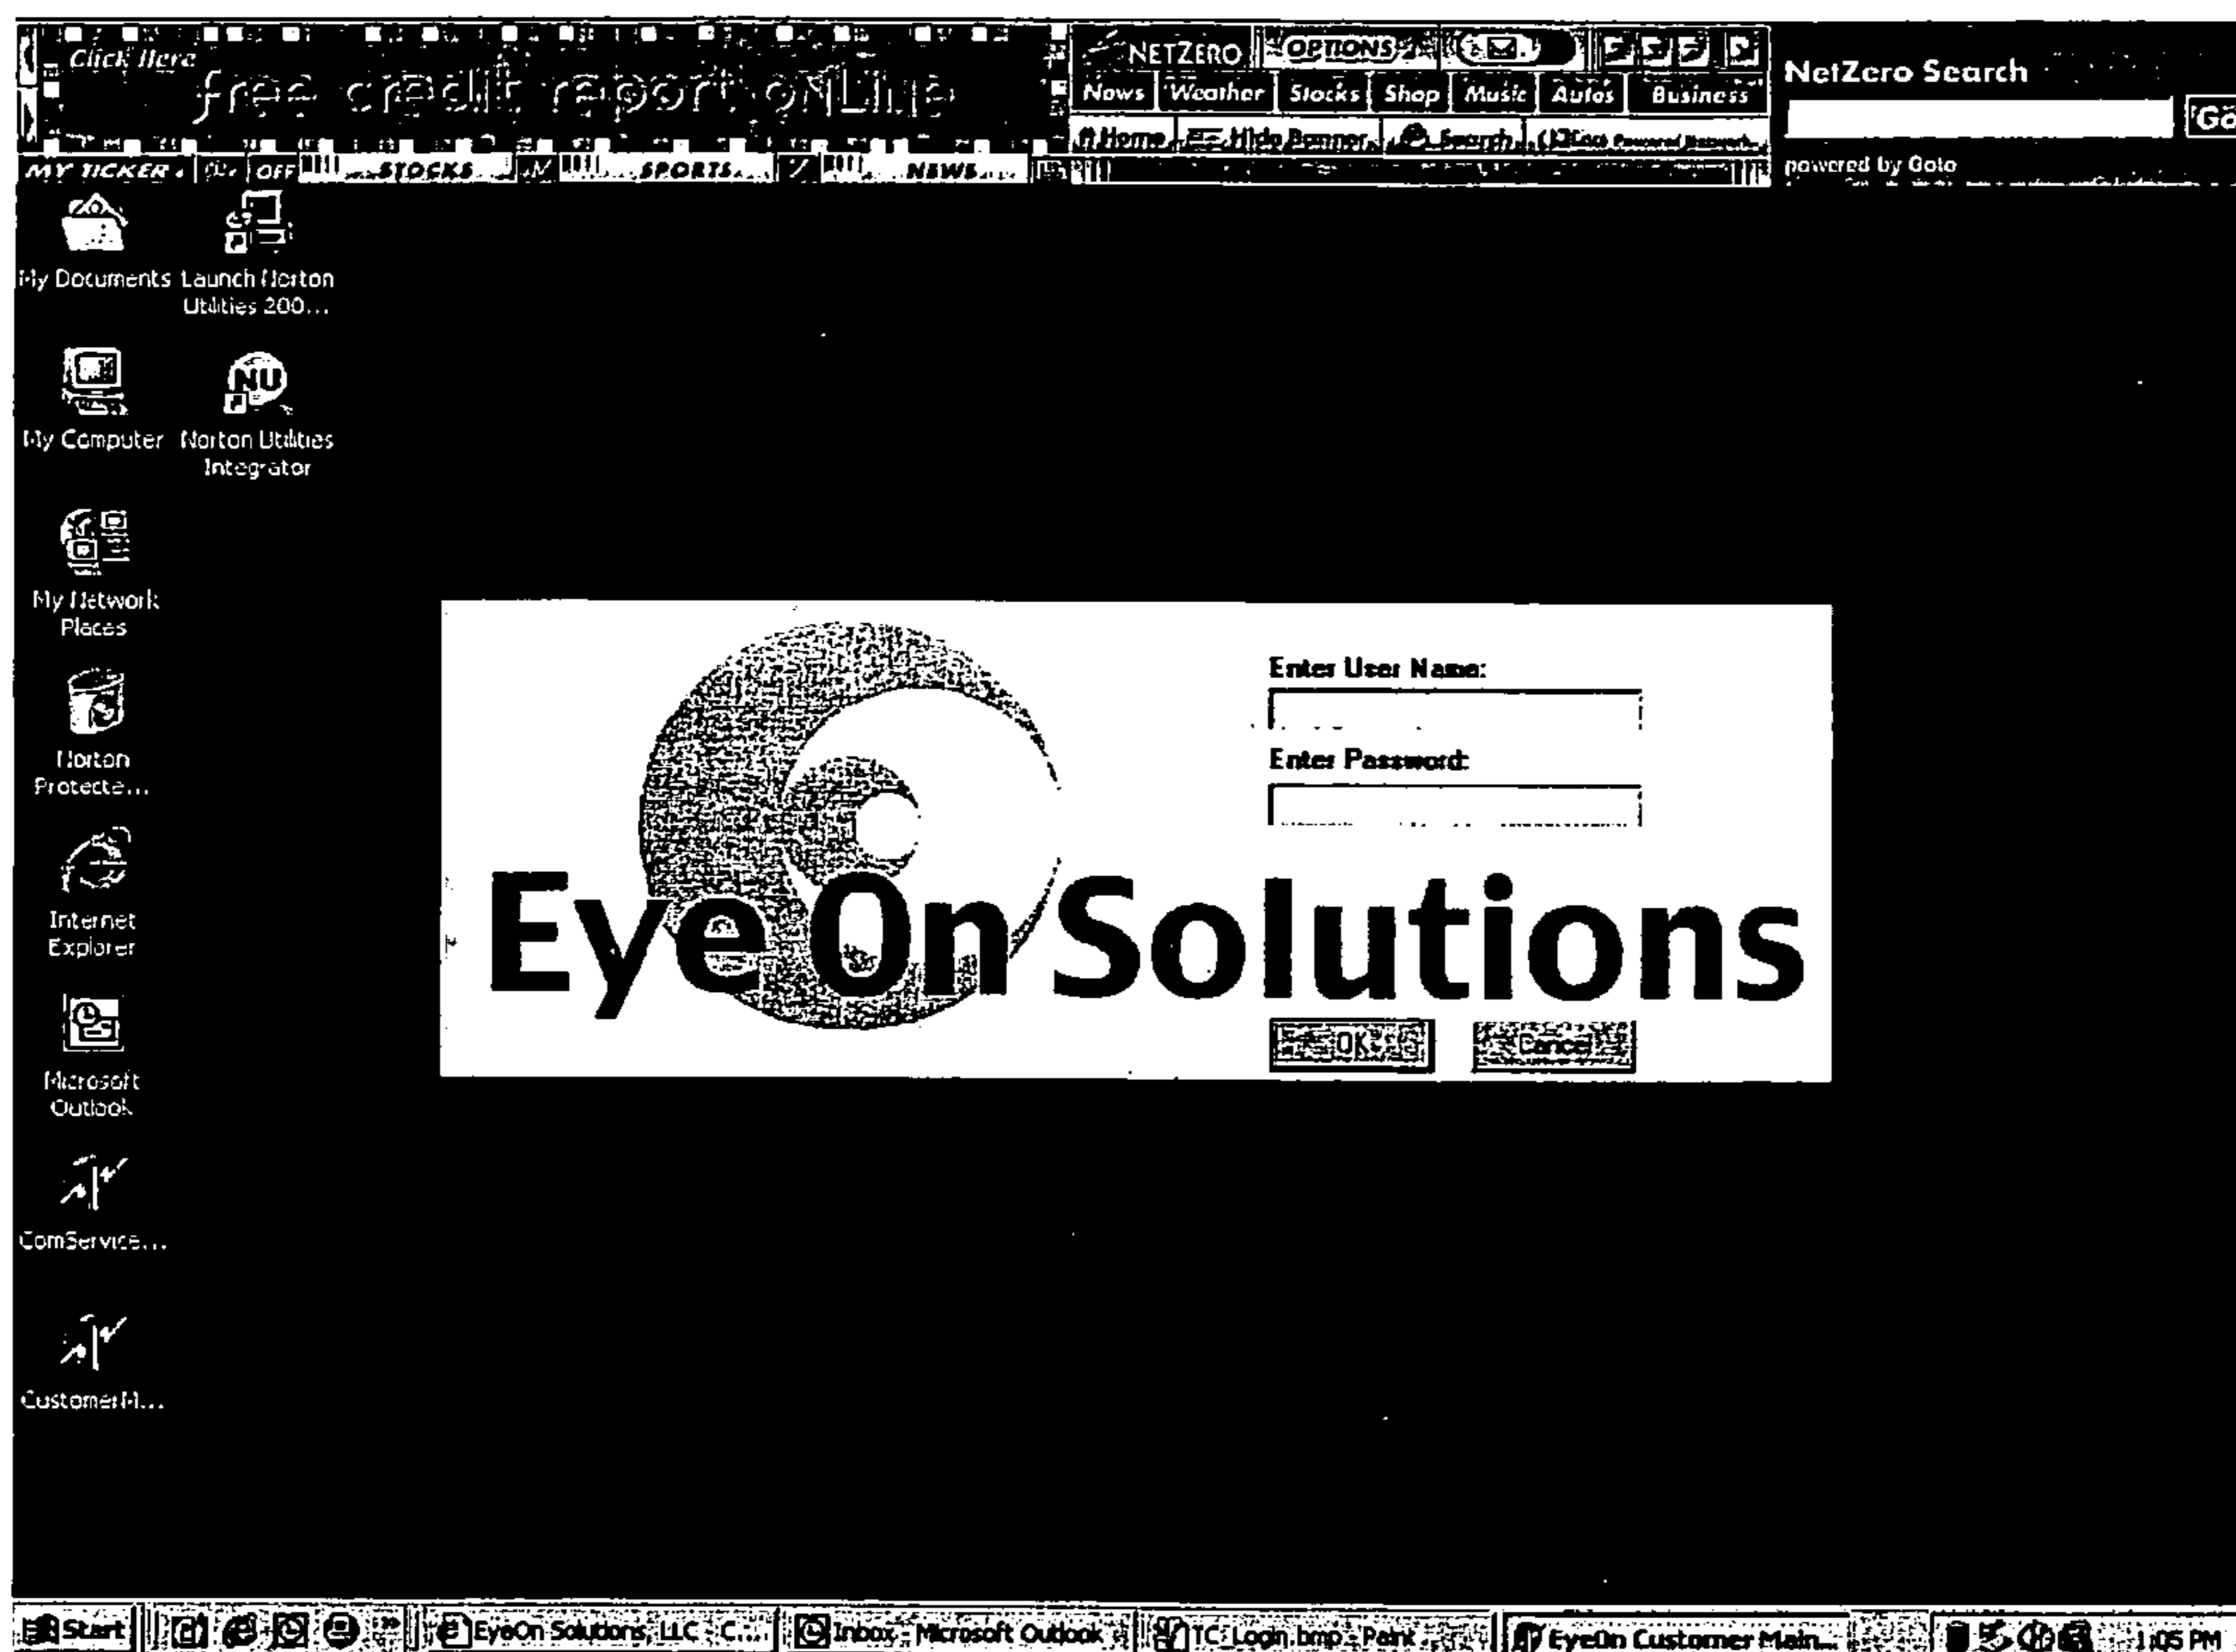 Click Here
free credit report onLine
NETZERO OPTIONS
News Weather Stocks Shop Music Autos Business
Home Hide Banner Search
NetZero Search
Go
powered by Goto
MY TICKER OFF STOCKS SPORTS NEWS
My Documents
Launch Norton
Utilities 200...
My Computer
Norton Utilities
Integrator
NU
My Network
Places
Norton
Protecte...
Internet
Explorer
Microsoft
Outlook
ComService...
CustomerM...
Enter User Name:
Enter Password:
Eye On Solutions
OK Cancel
Start EyeOn Solutions, LLC - C... Inbox - Microsoft Outlook TC_Login.bmp - Paint EyeOn Customer Main... 1:05 PM